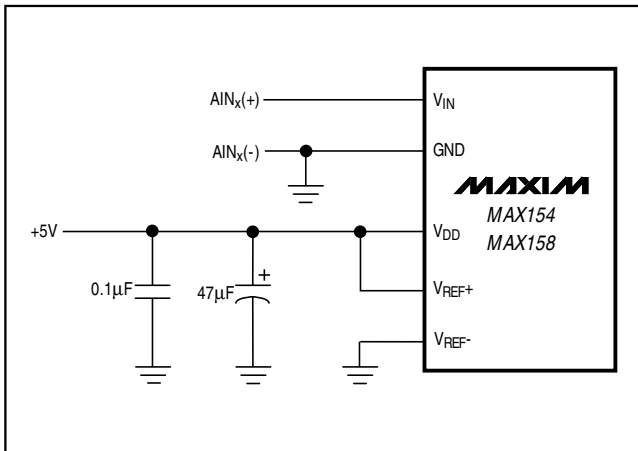 AINx(+)
VIN
AINx(-)
GND
MAXIM
MAX154
MAX158
+5V
VDD
0.1µF
47µF
+
VREF+
VREF-